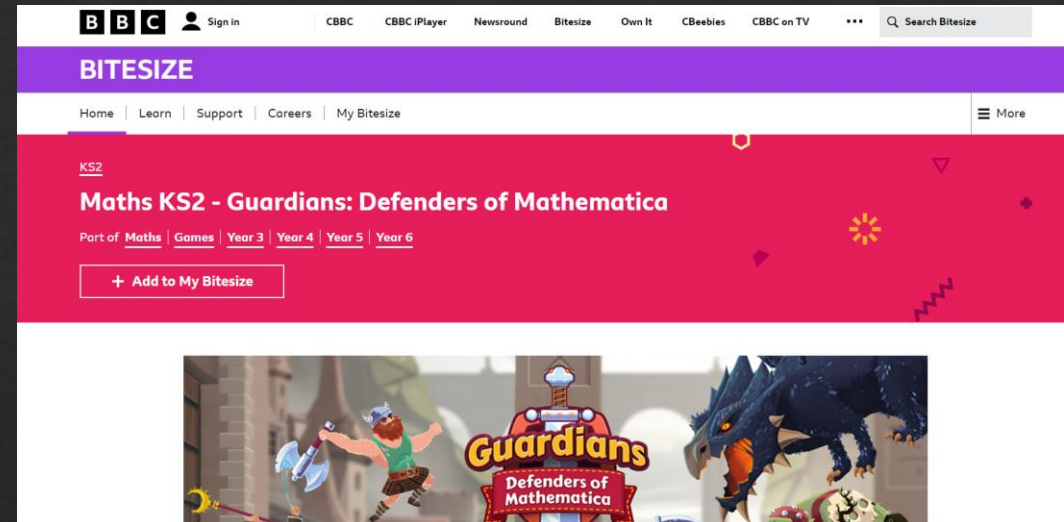 BBC Sign in CBBC CBBC iPlayer Newsround Bitesize Own It CBeebies CBBC on TV ••• Search Bitesize
BITESIZE
Home Learn Support Careers My Bitesize More
KS2
Maths KS2 - Guardians: Defenders of Mathematica
Part of Maths Games Year 3 Year 4 Year 5 Year 6
+ Add to My Bitesize
Guardians
Defenders of
Mathematica